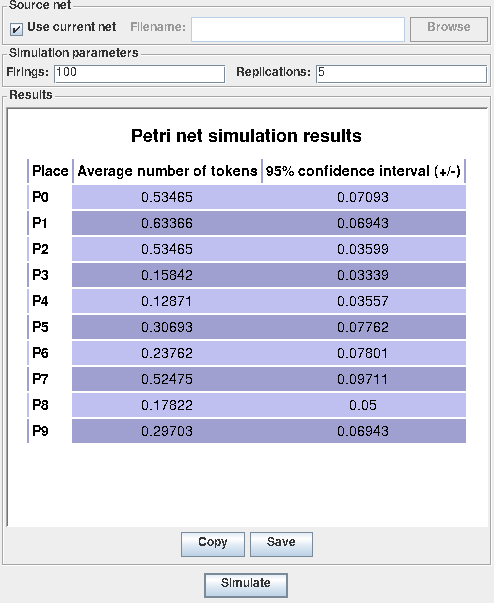 Source net
Use current net Filename: Browse
Simulation parameters
Firings: 100 Replications: 5
Results
Petri net simulation results
Place Average number of tokens 95% confidence interval (+/-)
P0 0.53465 0.07093
P1 0.63366 0.06943
P2 0.53465 0.03599
P3 0.15842 0.03339
P4 0.12871 0.03557
P5 0.30693 0.07762
P6 0.23762 0.07801
P7 0.52475 0.09711
P8 0.17822 0.05
P9 0.29703 0.06943
Copy Save
Simulate